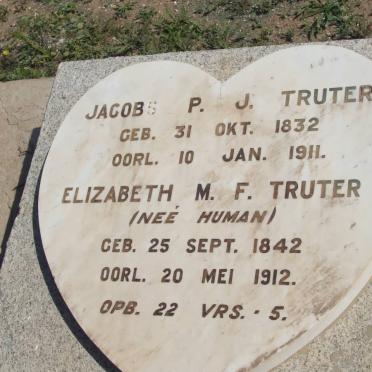 JACOBS P. J. TRUTER
GEB. 31 OKT. 1832
OORL. 10 JAN. 1911.
ELIZABETH M. F. TRUTER
(NEÉ HUMAN)
GEB. 25 SEPT. 1842
OORL. 20 MEI 1912.
OPB. 22 VRS. - 5.